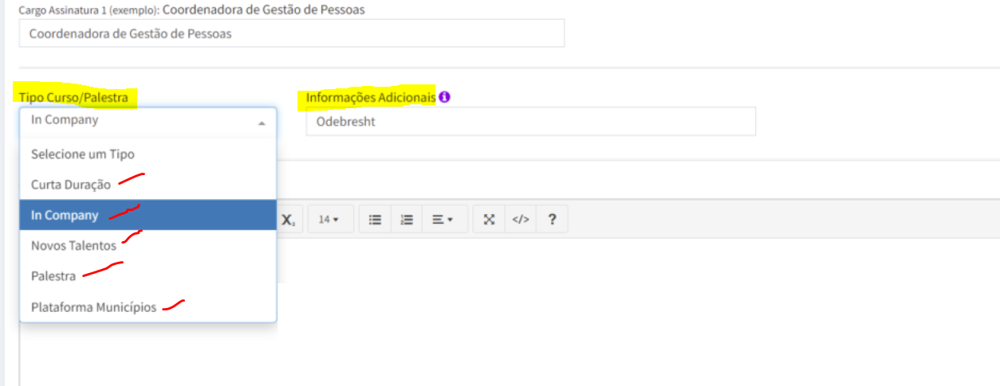 Cargo Assinatura 1 (exemplo): Coordenadora de Gestão de Pessoas
Coordenadora de Gestão de Pessoas
Tipo Curso/Palestra
Informações Adicionais i
In Company
Odebresht
Selecione um Tipo
Curta Duração
In Company
X₂ 14 </> ?
Novos Talentos
Palestra
Plataforma Municípios